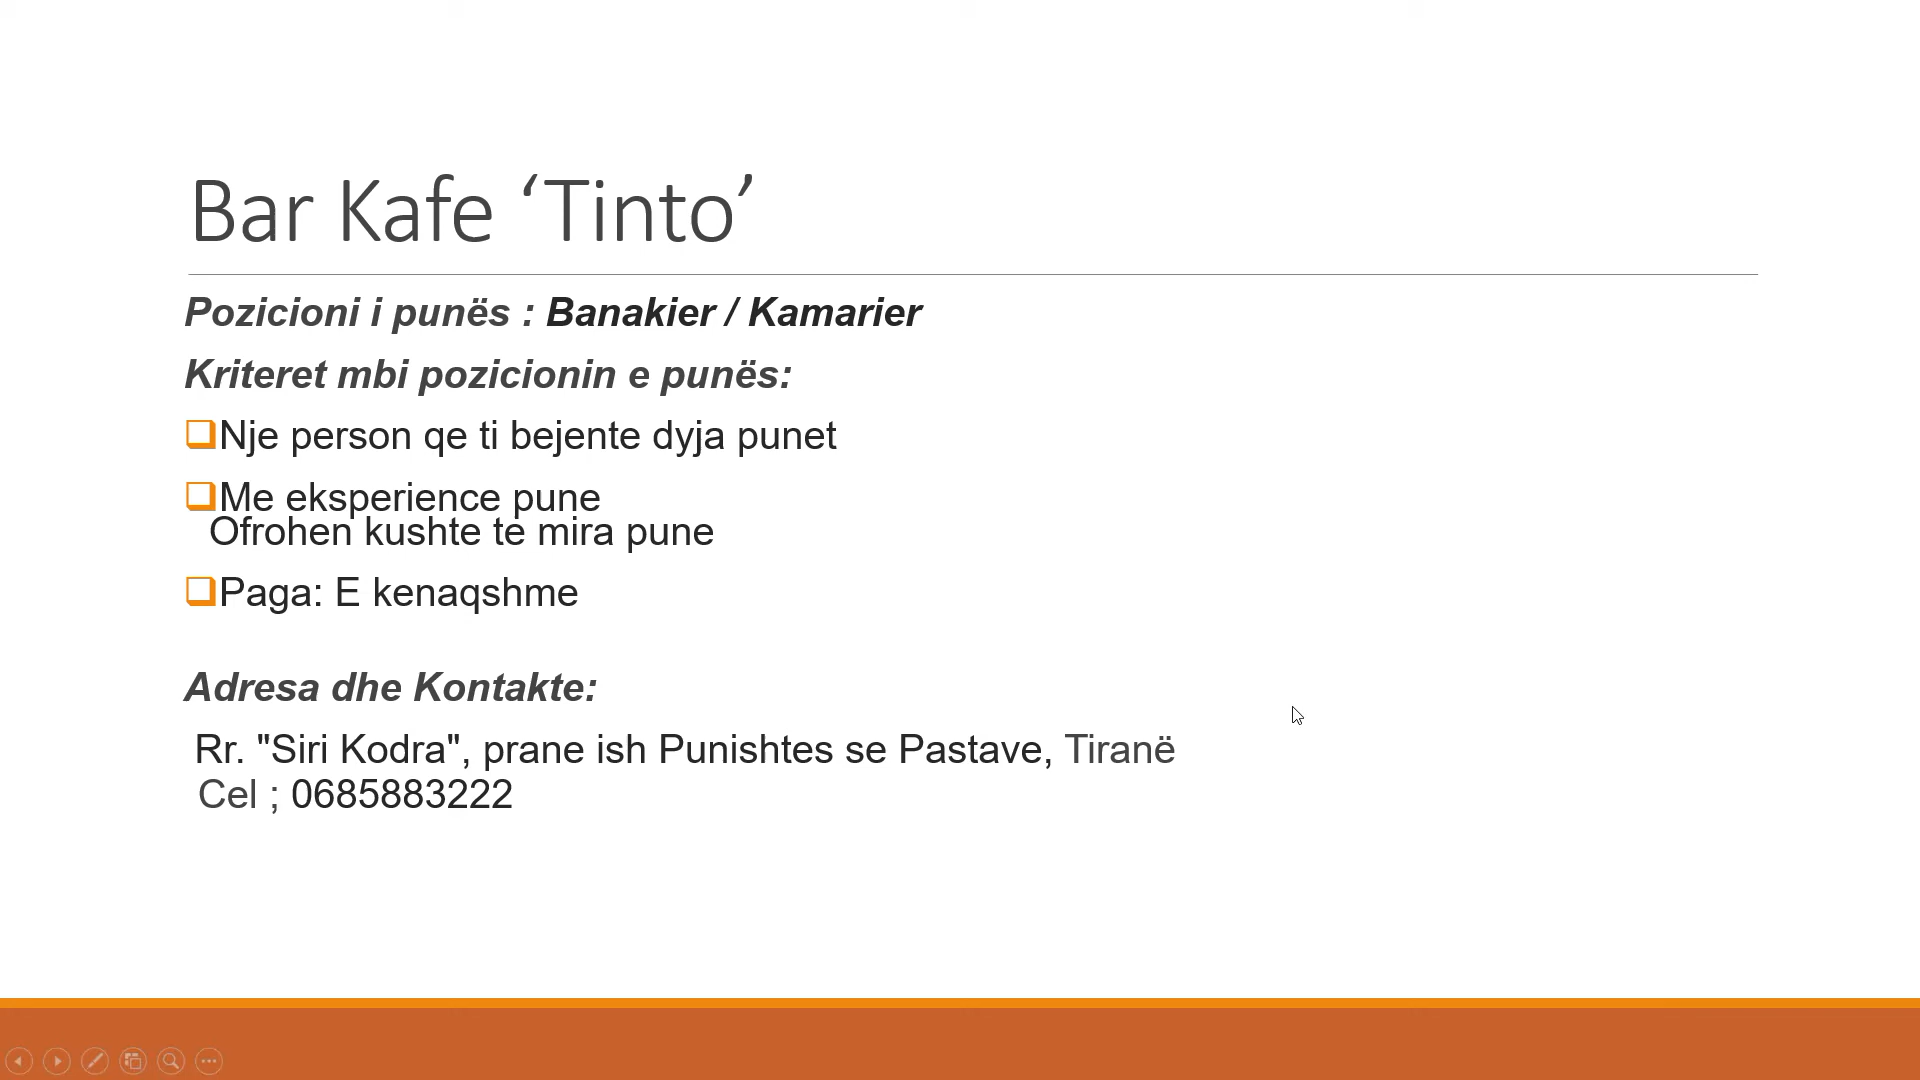 Bar Kafe ‘Tinto’
Pozicioni i punës : Banakier / Kamarier
Kriteret mbi pozicionin e punës:
Nje person qe ti bejente dyja punet
Me eksperience pune
Ofrohen kushte te mira pune
Paga: E kenaqshme
Adresa dhe Kontakte:
Rr. "Siri Kodra", prane ish Punishtes se Pastave, Tiranë
Cel ; 0685883222